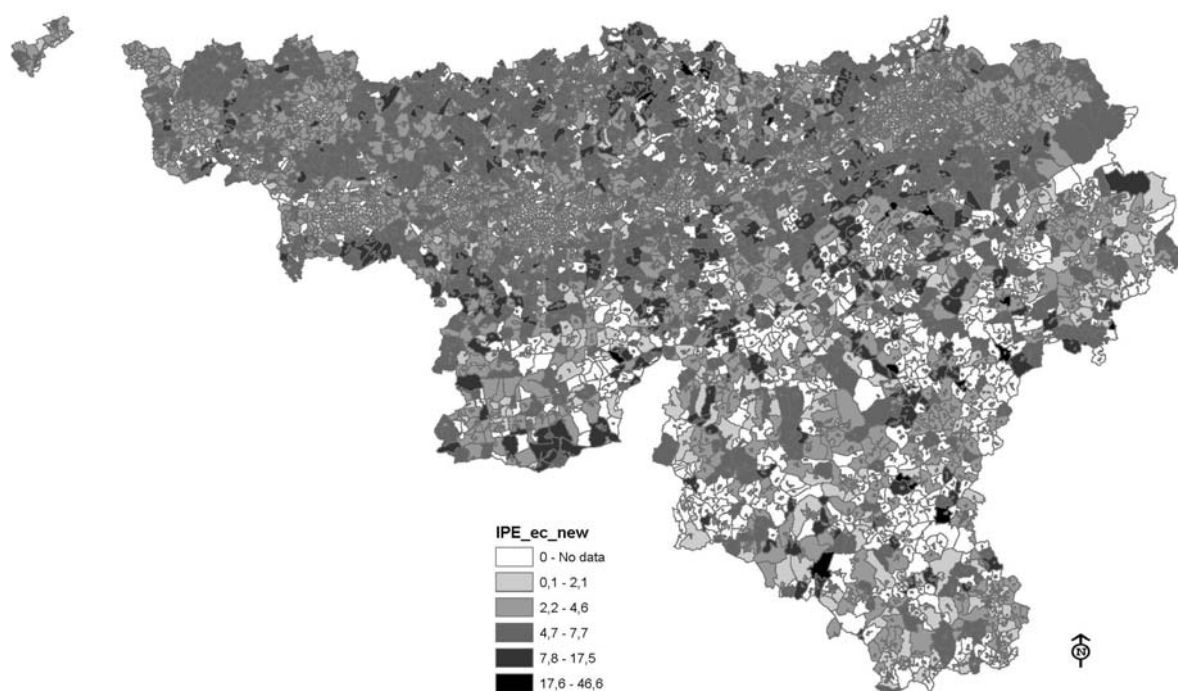 IPE_ec_new
0 - No data
0,1 - 2,1
2,2 - 4,6
4,7 - 7,7
7,8 - 17,5
17,6 - 46,6
N